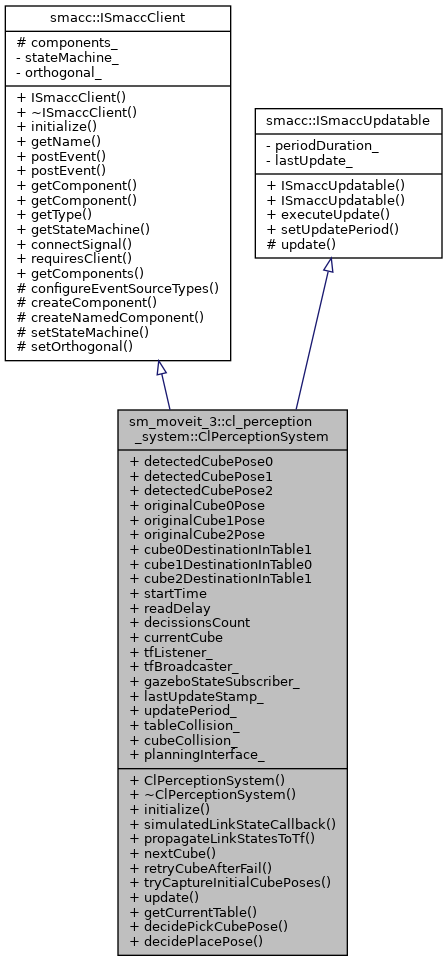 smacc::ISmaccClient
# components_
- stateMachine_
- orthogonal_
+ ISmaccClient()
+ ~ISmaccClient()
+ initialize()
+ getName()
+ postEvent()
+ postEvent()
+ getComponent()
+ getComponent()
+ getType()
+ getStateMachine()
+ connectSignal()
+ requiresClient()
+ getComponents()
# configureEventSourceTypes()
# createComponent()
# createNamedComponent()
# setStateMachine()
# setOrthogonal()
smacc::ISmaccUpdatable
- periodDuration_
- lastUpdate_
+ ISmaccUpdatable()
+ ISmaccUpdatable()
+ executeUpdate()
+ setUpdatePeriod()
# update()
sm_moveit_3::cl_perception
_system::ClPerceptionSystem
+ detectedCubePose0
+ detectedCubePose1
+ detectedCubePose2
+ originalCube0Pose
+ originalCube1Pose
+ originalCube2Pose
+ cube0DestinationInTable1
+ cube1DestinationInTable0
+ cube2DestinationInTable1
+ startTime
+ readDelay
+ decissionsCount
+ currentCube
+ tfListener_
+ tfBroadcaster_
+ gazeboStateSubscriber_
+ lastUpdateStamp_
+ updatePeriod_
+ tableCollision_
+ cubeCollision_
+ planningInterface_
+ ClPerceptionSystem()
+ ~ClPerceptionSystem()
+ initialize()
+ simulatedLinkStateCallback()
+ propagateLinkStatesToTf()
+ nextCube()
+ retryCubeAfterFail()
+ tryCaptureInitialCubePoses()
+ update()
+ getCurrentTable()
+ decidePickCubePose()
+ decidePlacePose()